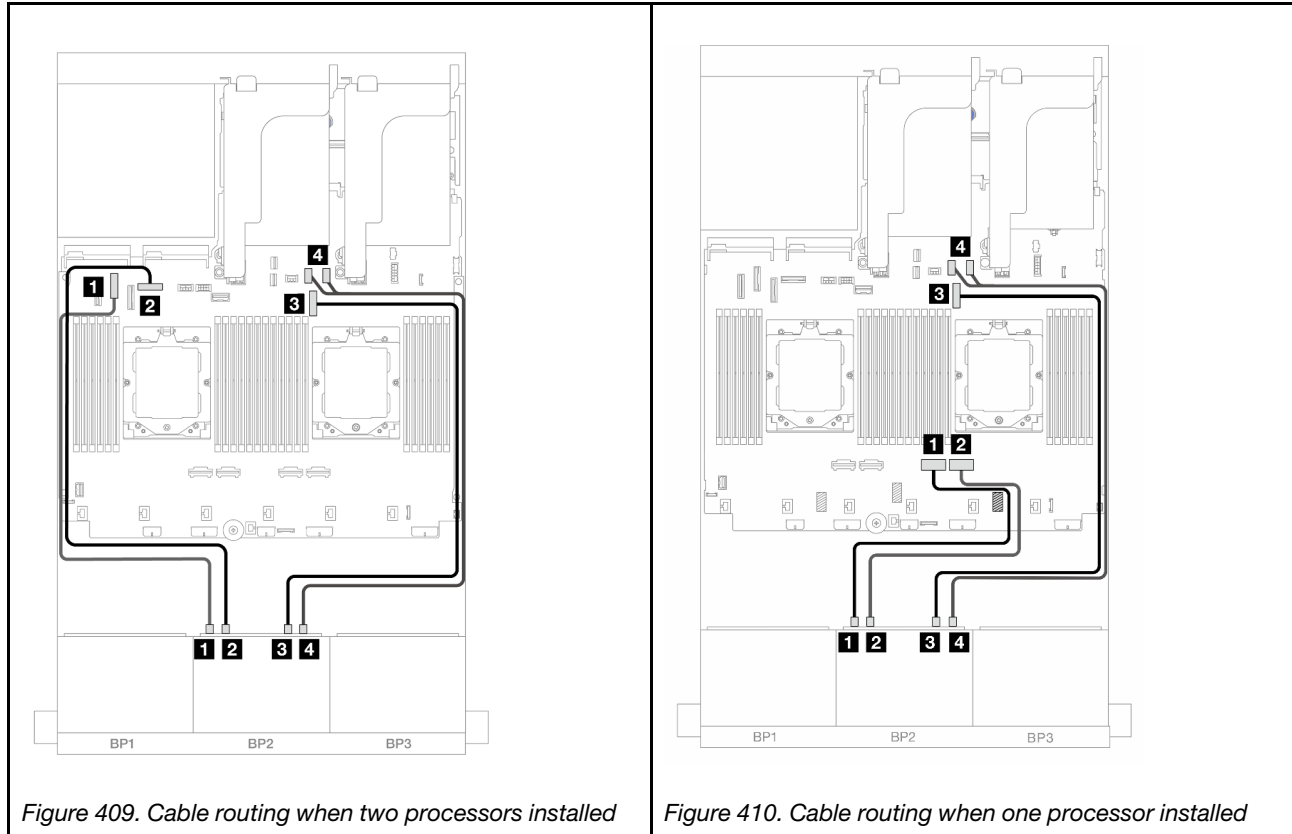 4
1
2
3
1
2
3
4
BP1
BP2
BP3
Figure 409. Cable routing when two processors installed
4
3
1
2
1
2
3
4
BP1
BP2
BP3
Figure 410. Cable routing when one processor installed